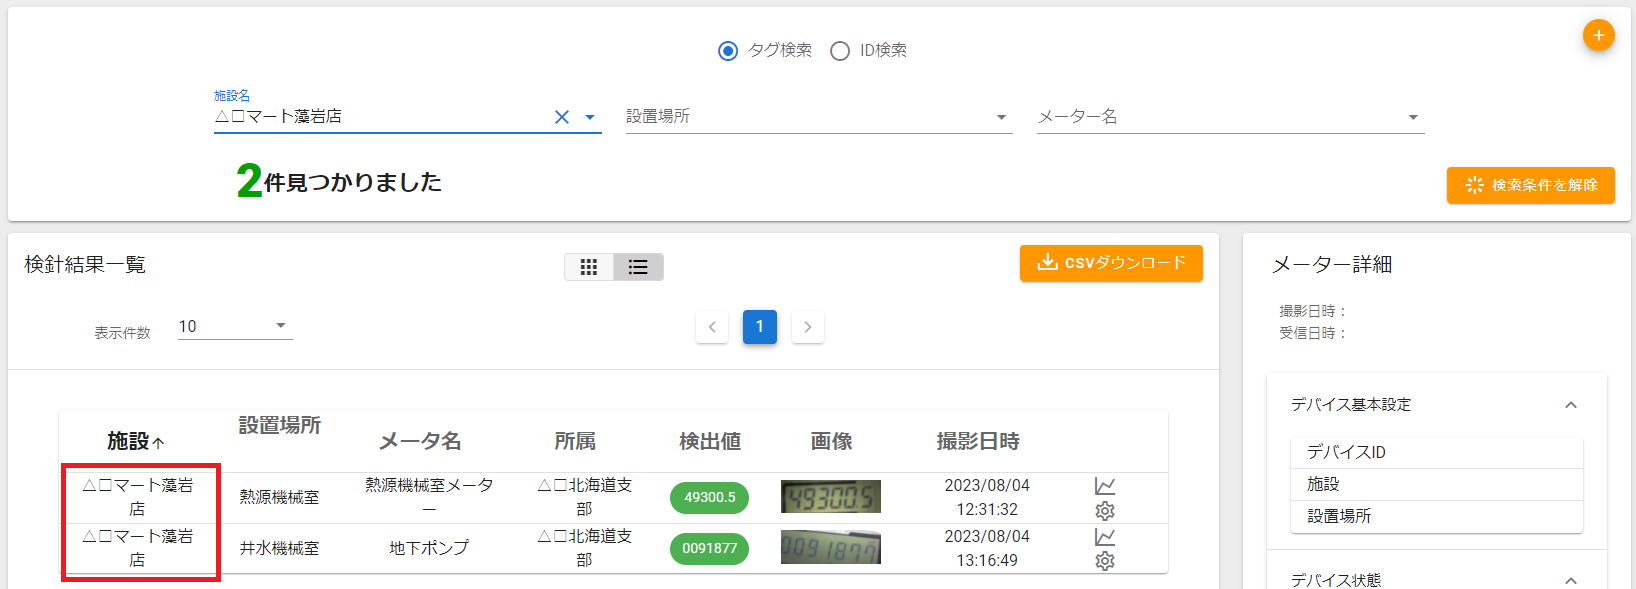 タグ検索 ID検索
施設名
△□マート藻岩店
設置場所
メーター名
2件見つかりました
検索条件を解除
検針結果一覧
CSVダウンロード
表示件数 10
1
施設 設置場所 メータ名 所属 検出値 画像 撮影日時
△□マート藻岩店 熱源機械室 熱源機械室メーター △□北海道支部 49300.5 49300.5 2023/08/04 12:31:32
△□マート藻岩店 井水機械室 地下ポンプ △□北海道支部 0091877 0091877 2023/08/04 13:16:49
メーター詳細
撮影日時：
受信日時：
デバイス基本設定
デバイスID
施設
設置場所
デバイス状態